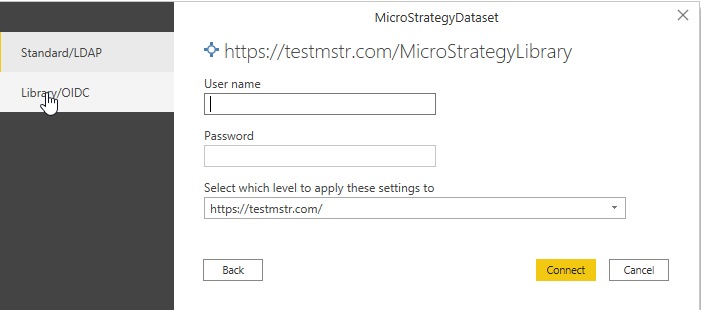 MicroStrategyDataset
Standard/LDAP
Library/OIDC
https://testmstr.com/MicroStrategyLibrary
User name
Password
Select which level to apply these settings to
https://testmstr.com/
Back
Connect
Cancel